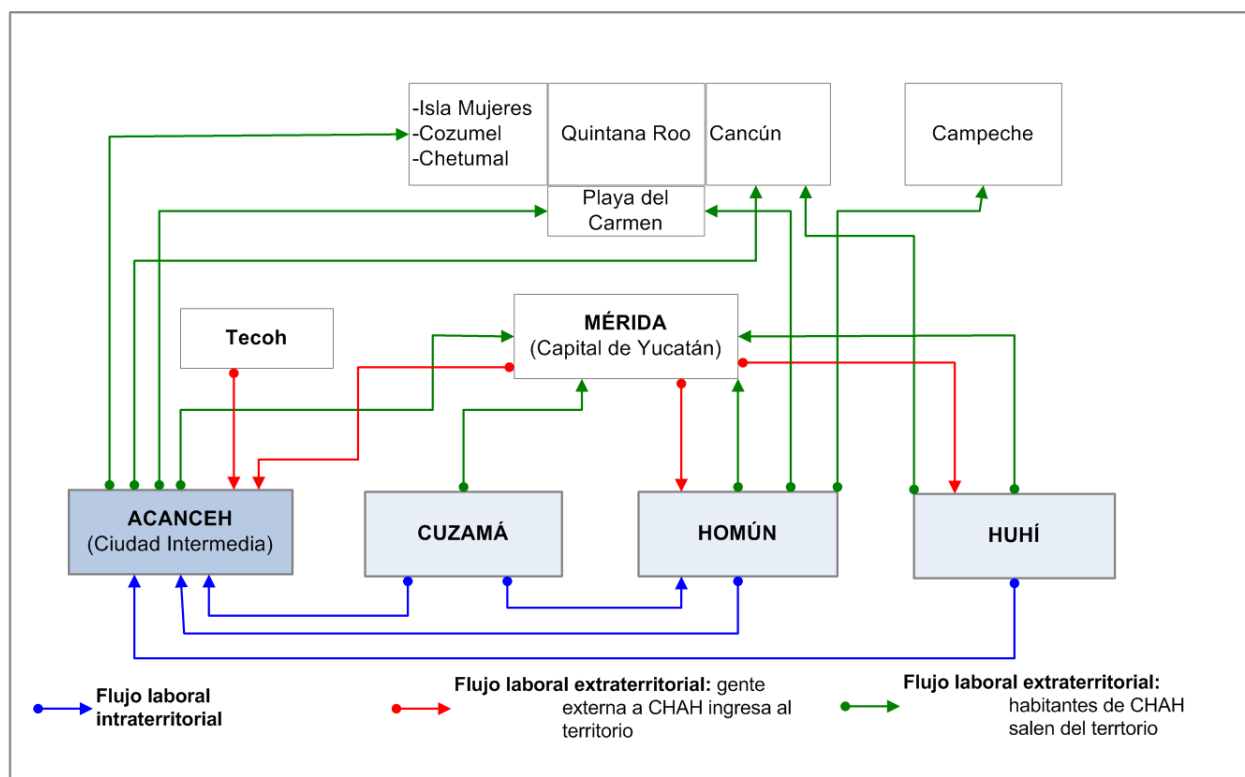 -Isla Mujeres
-Cozumel
-Chetumal
Quintana Roo
Cancún
Campeche
Playa del
Carmen
Tecoh
MÉRIDA
(Capital de Yucatán)
ACANCEH
(Ciudad Intermedia)
CUZAMÁ
HOMÚN
HUHÍ
Flujo laboral
intraterritorial
Flujo laboral extraterritorial: gente
externa a CHAH ingresa al
territorio
Flujo laboral extraterritorial:
habitantes de CHAH
salen del terrtorio